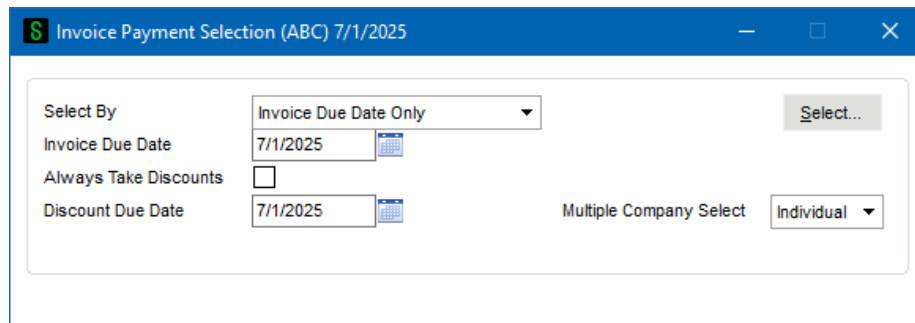 S Invoice Payment Selection (ABC) 7/1/2025
Select By Invoice Due Date Only Select...
Invoice Due Date 7/1/2025
Always Take Discounts
Discount Due Date 7/1/2025 Multiple Company Select Individual